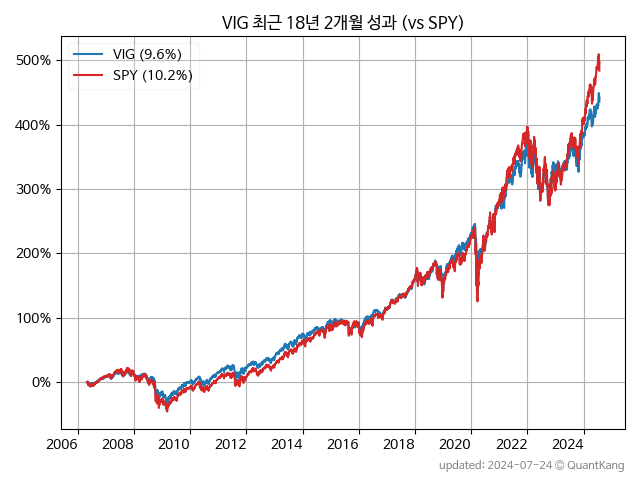 VIG 최근 18년 2개월 성과 (vs SPY)
VIG (9.6%)
SPY (10.2%)
500%
400%
300%
200%
100%
0%
2006 2008 2010 2012 2014 2016 2018 2020 2022 2024
updated: 2024-07-24 © QuantKang